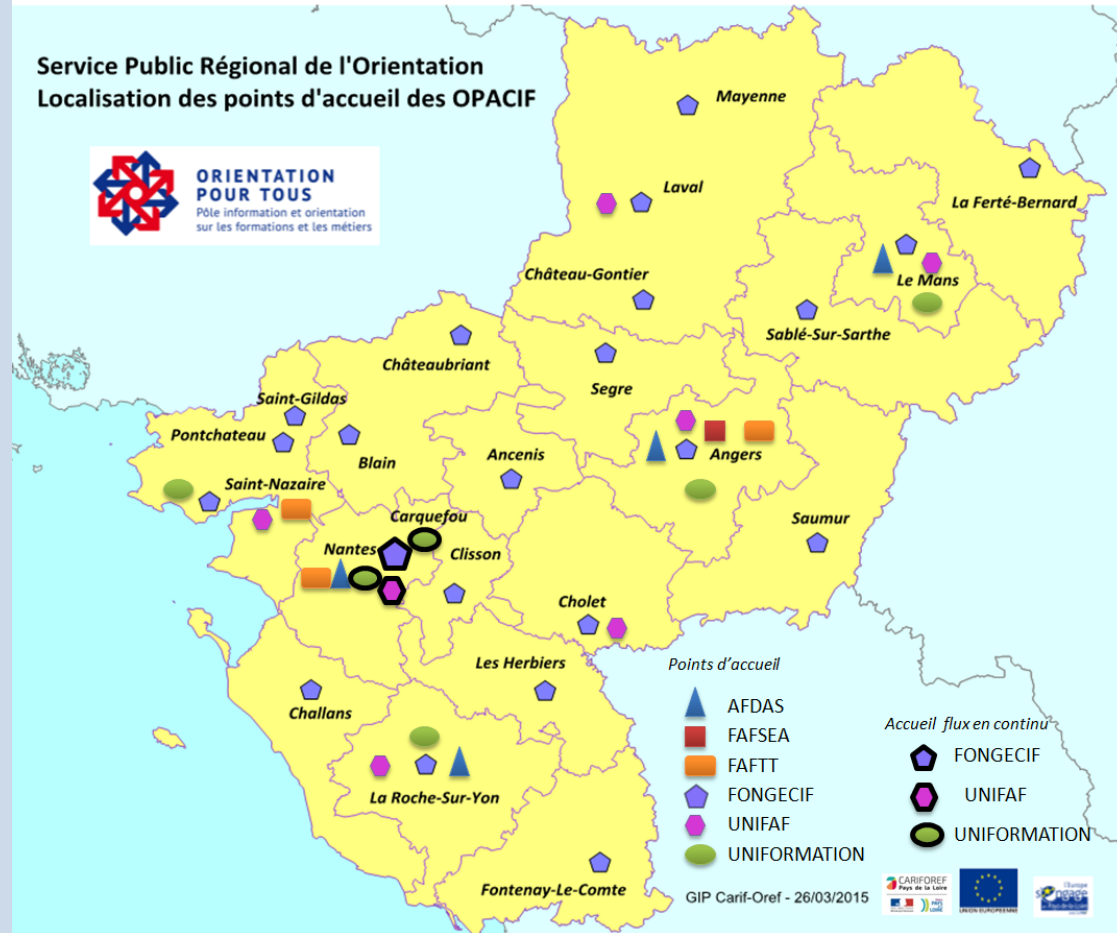 Service Public Régional de l'Orientation
Localisation des points d'accueil des OPACIF
ORIENTATION
POUR TOUS
Pôle information et orientation
sur les formations et les métiers
Mayenne
Laval
La Ferté-Bernard
Château-Gontier
Le Mans
Sablé-Sur-Sarthe
Châteaubriant
Segre
Saint-Gildas
Pontchateau
Blain
Ancenis
Angers
Saint-Nazaire
Carquefou
Saumur
Nantes
Clisson
Cholet
Les Herbiers
Challans
La Roche-Sur-Yon
Fontenay-Le-Comte
Points d'accueil
AFDAS
FAFSEA
FAFTT
FONGECIF
UNIFAF
UNIFORMATION
Accueil flux en continu
FONGECIF
UNIFAF
UNIFORMATION
GIP Carif-Oref - 26/03/2015
CARIFOREF
Pays de la Loire
UNION EUROPEENNE
l'Europe
s'engage